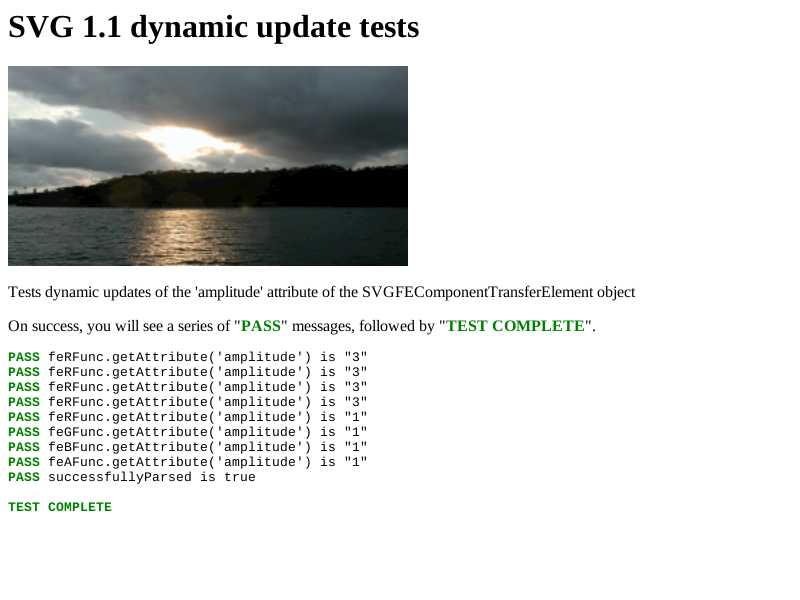 SVG 1.1 dynamic update tests
Tests dynamic updates of the 'amplitude' attribute of the SVGFEComponentTransferElement object
On success, you will see a series of "PASS" messages, followed by "TEST COMPLETE".
PASS feRFunc.getAttribute('amplitude') is "3"
PASS feRFunc.getAttribute('amplitude') is "3"
PASS feRFunc.getAttribute('amplitude') is "3"
PASS feRFunc.getAttribute('amplitude') is "3"
PASS feRFunc.getAttribute('amplitude') is "1"
PASS feGFunc.getAttribute('amplitude') is "1"
PASS feBFunc.getAttribute('amplitude') is "1"
PASS feAFunc.getAttribute('amplitude') is "1"
PASS successfullyParsed is true
TEST COMPLETE